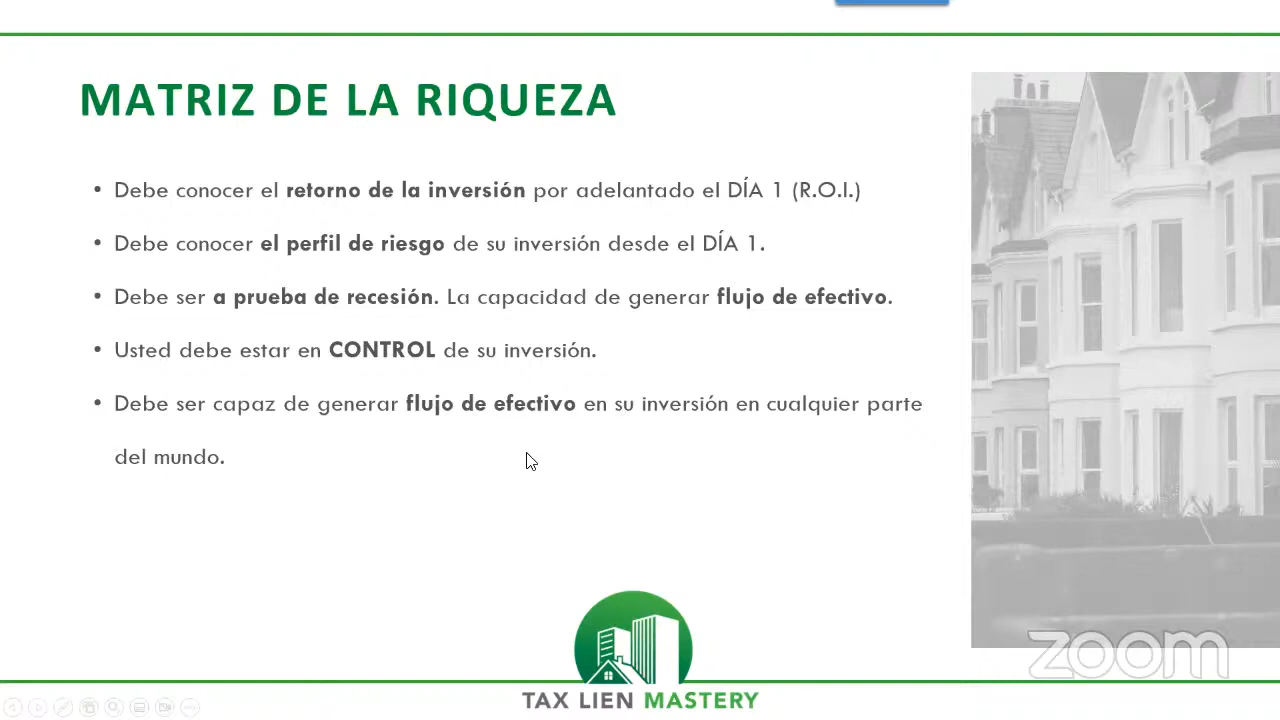 MATRIZ DE LA RIQUEZA
• Debe conocer el retorno de la inversión por adelantado el DÍA 1 (R.O.I.)
• Debe conocer el perfil de riesgo de su inversión desde el DÍA 1.
• Debe ser a prueba de recesión. La capacidad de generar flujo de efectivo.
• Usted debe estar en CONTROL de su inversión.
• Debe ser capaz de generar flujo de efectivo en su inversión en cualquier parte
del mundo.
zoom
TAX LIEN MASTERY